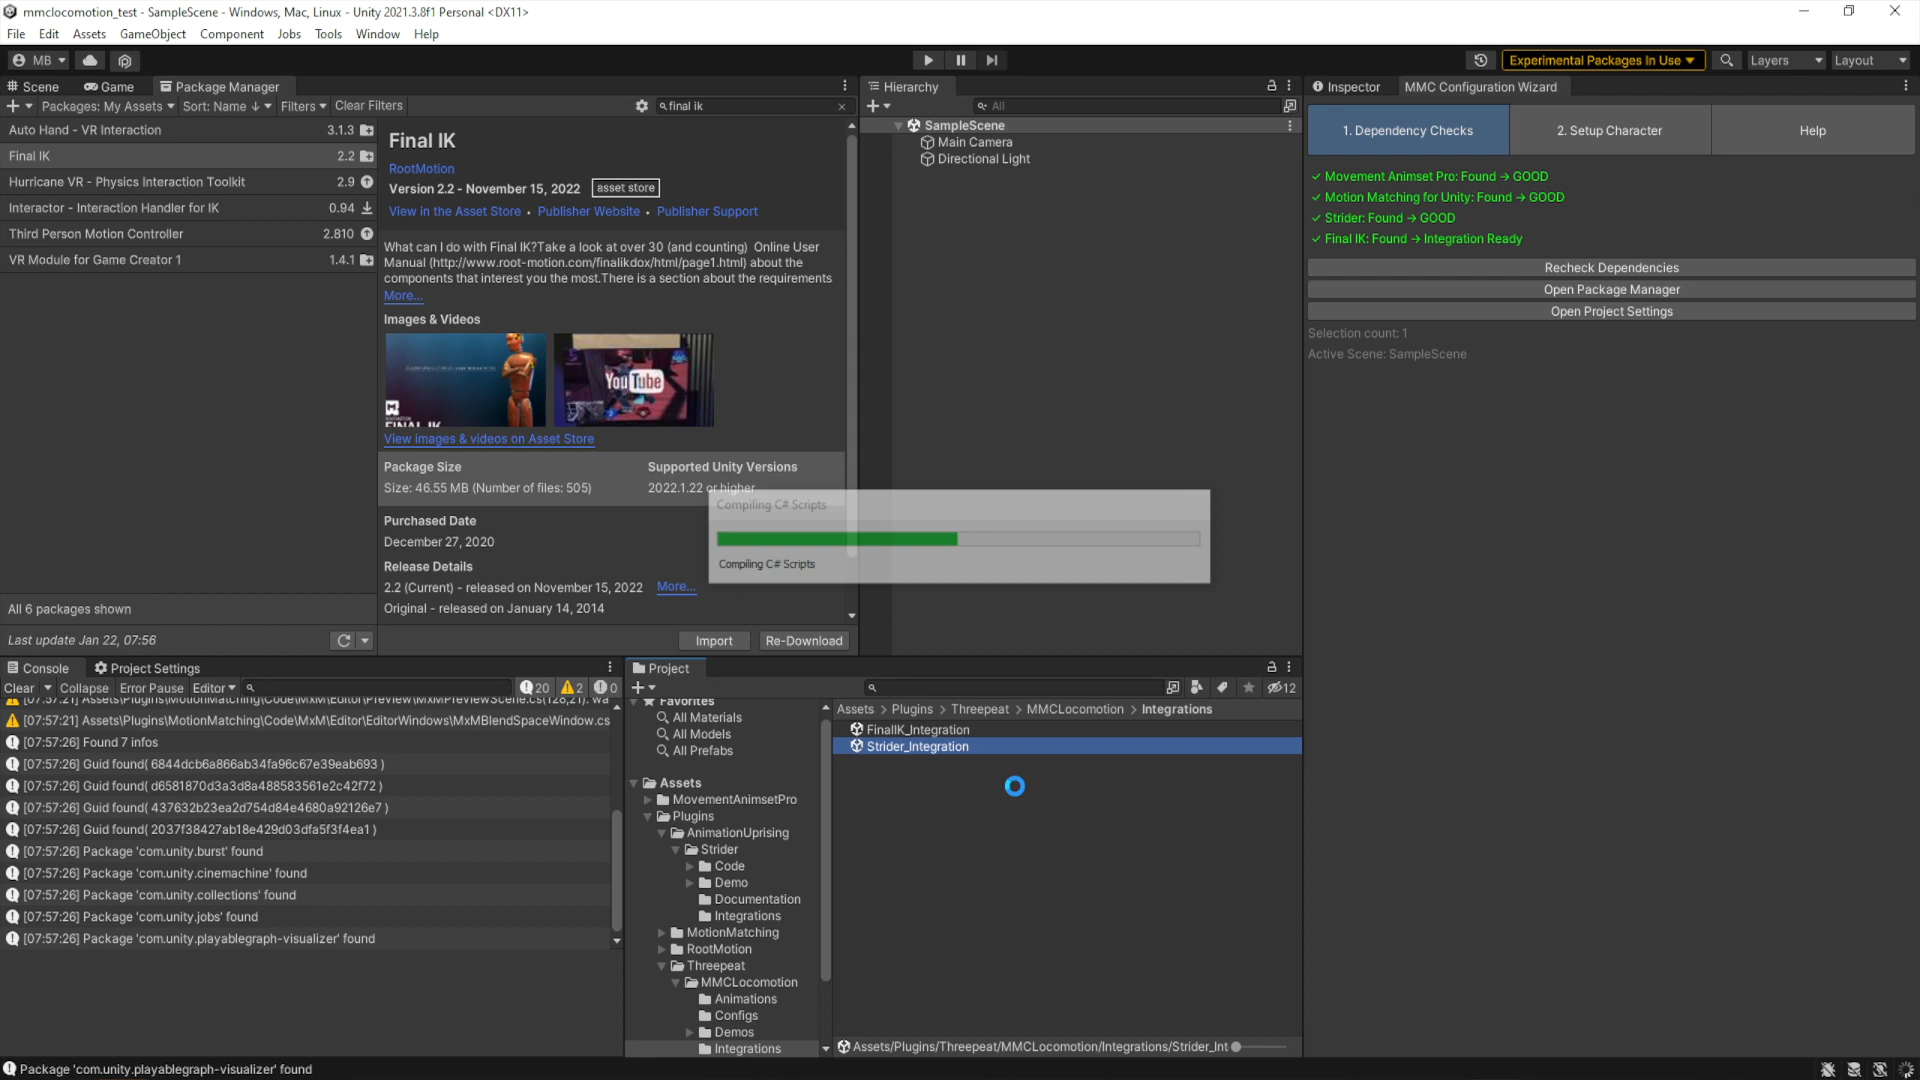 mmclocomotion_test - SampleScene - Windows, Mac, Linux - Unity 2021.3.8f1 Personal <DX11>
File Edit Assets GameObject Component Jobs Tools Window Help
MB
Experimental Packages In Use
Layers
Layout
Scene
Game
Package Manager
Packages: My Assets
Sort: Name ↓
Filters
Clear Filters
final ik
Auto Hand - VR Interaction 3.1.3
Final IK 2.2
Hurricane VR - Physics Interaction Toolkit 2.9
Interactor - Interaction Handler for IK 0.94
Third Person Motion Controller 2.810
VR Module for Game Creator 1 1.4.1
All 6 packages shown
Last update Jan 22, 07:56
Final IK
RootMotion
Version 2.2 - November 15, 2022 asset store
View in the Asset Store • Publisher Website • Publisher Support
What can I do with Final IK?Take a look at over 30 (and counting) Online User
Manual (http://www.root-motion.com/finalikdox/html/page1.html) about the
components that interest you the most.There is a section about the requirements
More...
Images & Videos
FINAL IK
YouTube
View images & videos on Asset Store
Package Size
Size: 46.55 MB (Number of files: 505)
Supported Unity Versions
2022.1.22 or higher
Purchased Date
December 27, 2020
Release Details
2.2 (Current) - released on November 15, 2022 More...
Original - released on January 14, 2014
Import
Re-Download
Compiling C# Scripts
Compiling C# Scripts
Hierarchy
All
SampleScene
Main Camera
Directional Light
Inspector
MMC Configuration Wizard
1. Dependency Checks
2. Setup Character
Help
✓ Movement Animset Pro: Found → GOOD
✓ Motion Matching for Unity: Found → GOOD
✓ Strider: Found → GOOD
✓ Final IK: Found → Integration Ready
Recheck Dependencies
Open Package Manager
Open Project Settings
Selection count: 1
Active Scene: SampleScene
Console
Project Settings
Clear
Collapse
Error Pause
Editor
20
2
0
[07:57:21] Assets\Plugins\MotionMatching\Code\MxM\Editor\Preview\MxMPreviewScene.cs(128,21): wa
[07:57:21] Assets\Plugins\MotionMatching\Code\MxM\Editor\EditorWindows\MxMBlendSpaceWindow.cs
[07:57:26] Found 7 infos
[07:57:26] Guid found( 6844dcb6a866ab34fa96c67e39eab693 )
[07:57:26] Guid found( d6581870d3a3d8a488583561e2c42f72 )
[07:57:26] Guid found( 437632b23ea2d754d84e4680a92126e7 )
[07:57:26] Guid found( 2037f38427ab18e429d03dfa5f3f4ea1 )
[07:57:26] Package 'com.unity.burst' found
[07:57:26] Package 'com.unity.cinemachine' found
[07:57:26] Package 'com.unity.collections' found
[07:57:26] Package 'com.unity.jobs' found
[07:57:26] Package 'com.unity.playablegraph-visualizer' found
Project
12
Favorites
All Materials
All Models
All Prefabs
Assets
MovementAnimsetPro
Plugins
AnimationUprising
Strider
Code
Demo
Documentation
Integrations
MotionMatching
RootMotion
Threepeat
MMCLocomotion
Animations
Configs
Demos
Integrations
Assets > Plugins > Threepeat > MMCLocomotion > Integrations
FinalIK_Integration
Strider_Integration
Assets/Plugins/Threepeat/MMCLocomotion/Integrations/Strider_Int
Package 'com.unity.playablegraph-visualizer' found